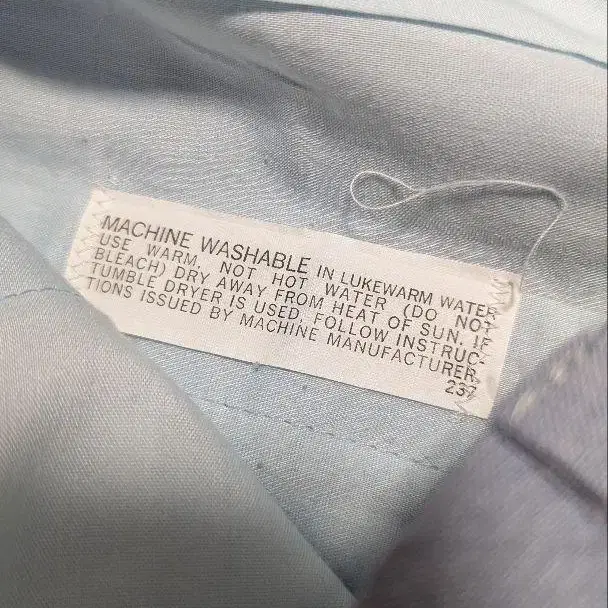 MACHINE WASHABLE IN LUKEWARM WATER
USE WARM, NOT HOT WATER (DO NOT
BLEACH) DRY AWAY FROM HEAT OF SUN. IF
TUMBLE DRYER IS USED, FOLLOW INSTRUC-
TIONS ISSUED BY MACHINE MANUFACTURER.
237